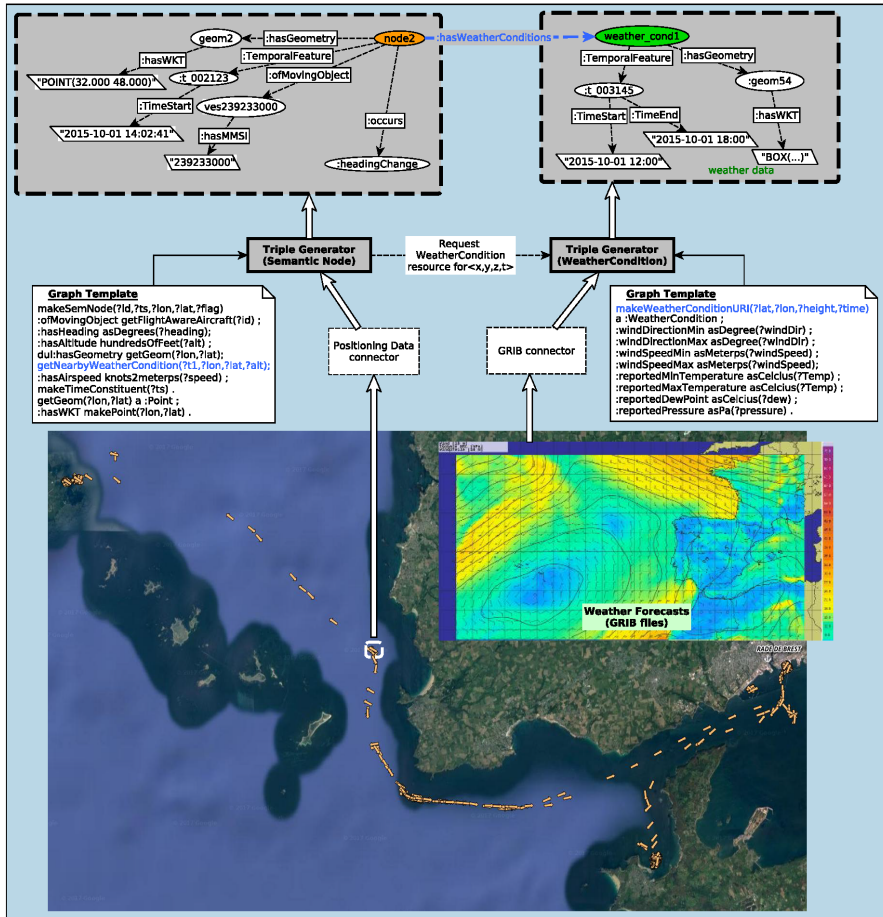 geom2
:hasGeometry
node2
:hasWeatherConditions
weather_cond1
:hasWKT
:TemporalFeature
:TemporalFeature
:hasGeometry
"POINT(32.000 48.000)"
:t_002123
:ofMovingObject
:t_003145
:geom54
:TimeStart
ves239233000
:TimeStart
:TimeEnd
:hasWKT
:occurs
"2015-10-01 14:02:41"
:hasMMSI
"2015-10-01 18:00"
"239233000"
:headingChange
"2015-10-01 12:00"
"BOX(...)"
weather data
Triple Generator
(Semantic Node)
Request
WeatherCondition
resource for<x,y,z,t>
Triple Generator
(WeatherCondition)
Graph Template
makeSemNode(?id,?ts,?lon,?lat,?flag)
:ofMovingObject getFlightAwareAircraft(?id) ;
:hasHeading asDegrees(?heading);
:hasAltitude hundredsOfFeet(?alt) ;
dul:hasGeometry getGeom(?lon,?lat);
getNearbyWeatherCondition(?t1,?lon,?lat,?alt);
:hasAirspeed knots2meterps(?speed) ;
makeTimeConstituent(?ts) .
getGeom(?lon,?lat) a :Point ;
:hasWKT makePoint(?lon,?lat) .
Positioning Data
connector
GRIB connector
Graph Template
makeWeatherConditionURI(?lat,?lon,?height,?time)
a :WeatherCondition ;
:windDirectionMin asDegree(?windDir) ;
:windDirectionMax asDegree(?windDir) ;
:windSpeedMin asMeterps(?windSpeed) ;
:windSpeedMax asMeterps(?windSpeed);
:reportedMinTemperature asCelcius(?Temp) ;
:reportedMaxTemperature asCelcius(?Temp) ;
:reportedDewPoint asCelcius(?dew) ;
:reportedPressure asPa(?pressure) .
Weather Forecasts
(GRIB files)
RADE DE BREST